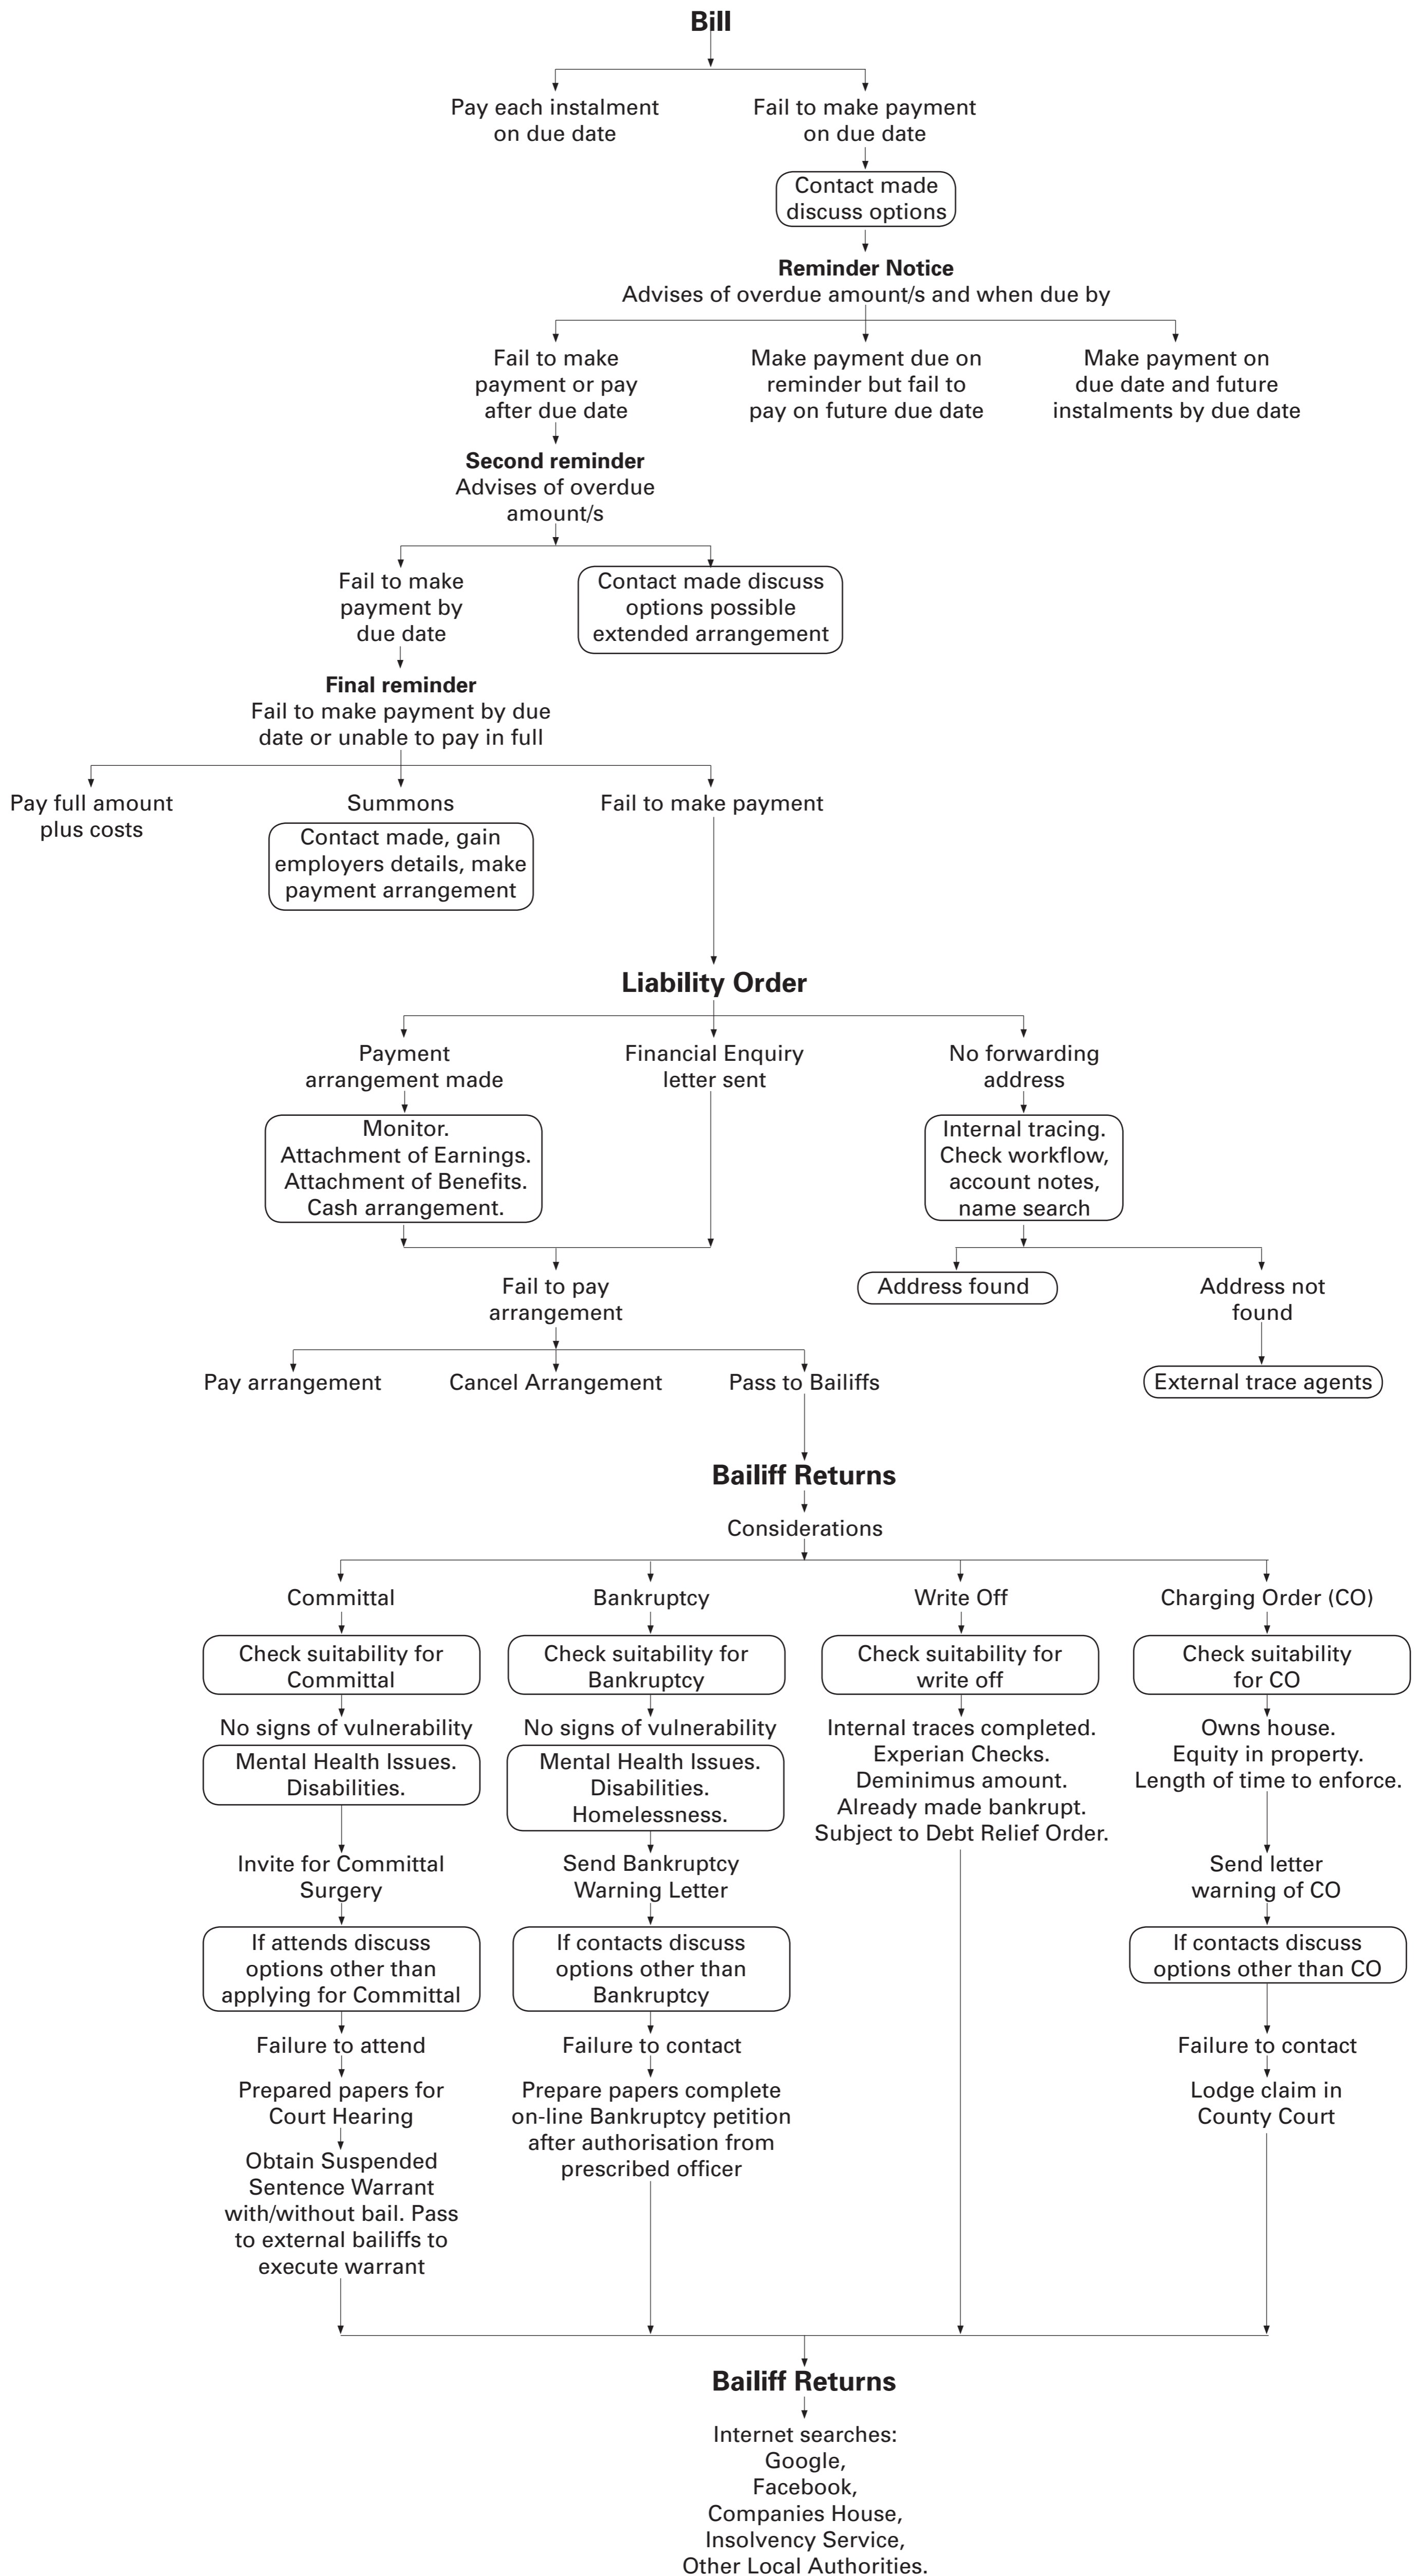 Bill
Pay each instalment
on due date
Fail to make payment
on due date
Contact made
discuss options
Reminder Notice
Advises of overdue amount/s and when due by
Fail to make
payment or pay
after due date
Make payment due on
reminder but fail to
pay on future due date
Make payment on
due date and future
instalments by due date
Second reminder
Advises of overdue
amount/s
Fail to make
payment by
due date
Contact made discuss
options possible
extended arrangement
Final reminder
Fail to make payment by due
date or unable to pay in full
Pay full amount
plus costs
Summons
Contact made, gain
employers details, make
payment arrangement
Fail to make payment
Liability Order
Payment
arrangement made
Financial Enquiry
letter sent
No forwarding
address
Monitor.
Attachment of Earnings.
Attachment of Benefits.
Cash arrangement.
Internal tracing.
Check workflow,
account notes,
name search
Fail to pay
arrangement
Address found
Address not
found
Pay arrangement
Cancel Arrangement
Pass to Bailiffs
External trace agents
Bailiff Returns
Considerations
Committal
Bankruptcy
Write Off
Charging Order (CO)
Check suitability for
Committal
Check suitability for
Bankruptcy
Check suitability for
write off
Check suitability
for CO
No signs of vulnerability
Mental Health Issues.
Disabilities.
No signs of vulnerability
Mental Health Issues.
Disabilities.
Homelessness.
Internal traces completed.
Experian Checks.
Deminimus amount.
Already made bankrupt.
Subject to Debt Relief Order.
Owns house.
Equity in property.
Length of time to enforce.
Invite for Committal
Surgery
Send Bankruptcy
Warning Letter
Send letter
warning of CO
If attends discuss
options other than
applying for Committal
If contacts discuss
options other than
Bankruptcy
If contacts discuss
options other than CO
Failure to attend
Failure to contact
Failure to contact
Prepared papers for
Court Hearing
Prepare papers complete
on-line Bankruptcy petition
after authorisation from
prescribed officer
Lodge claim in
County Court
Obtain Suspended
Sentence Warrant
with/without bail. Pass
to external bailiffs to
execute warrant
Bailiff Returns
Internet searches:
Google,
Facebook,
Companies House,
Insolvency Service,
Other Local Authorities.